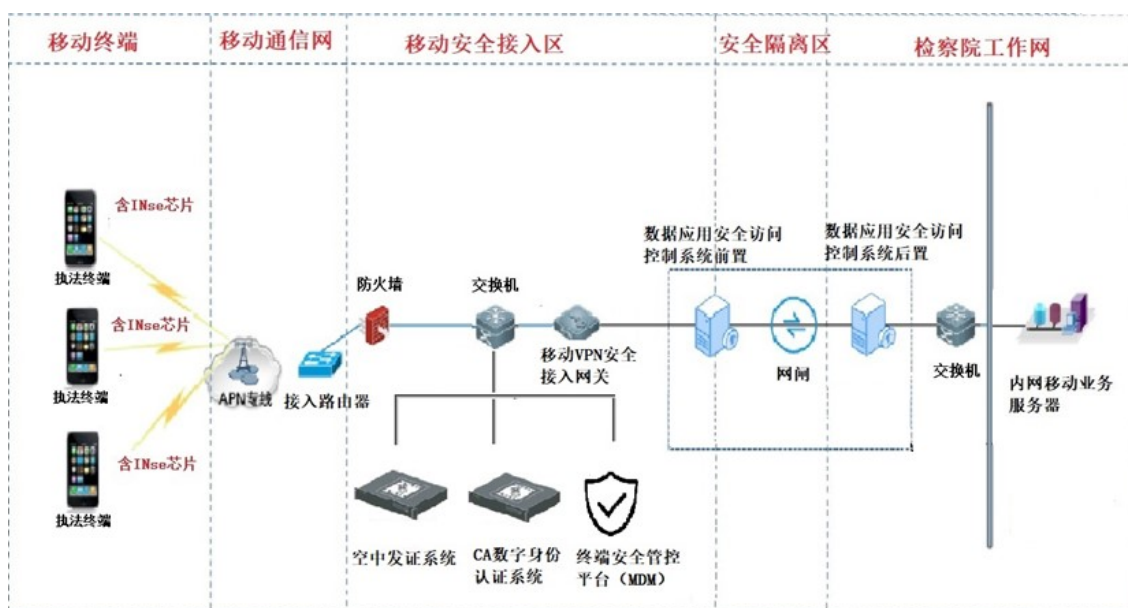 移动终端
移动通信网
移动安全接入区
安全隔离区
检察院工作网
含INse芯片
执法终端
含INse芯片
执法终端
含INse芯片
执法终端
APN专线
接入路由器
防火墙
交换机
移动VPN安全
接入网关
空中发证系统
CA数字身份
认证系统
终端安全管控
平台（MDM）
数据应用安全访问
控制系统前置
网闸
数据应用安全访问
控制系统后置
交换机
内网移动业务
服务器